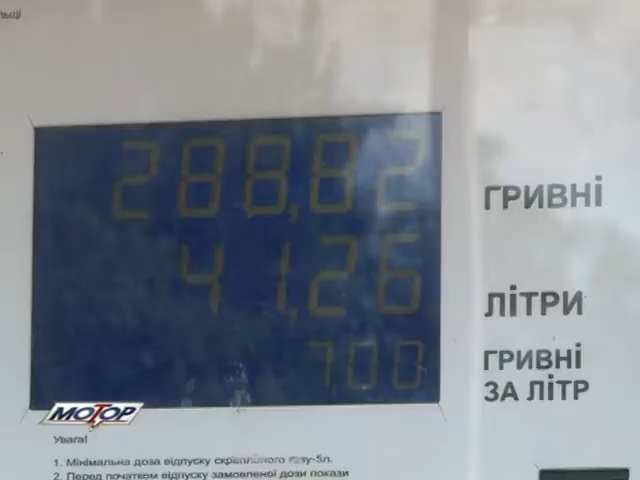 288,82
ГРИВНІ
41,26
ЛІТРИ
7,00
ГРИВНІ
ЗА ЛІТР
МОТОР
Увага!
1. Мінімальна доза відпуску скрапленого газу-5л.
2. Перед початком відпуску замовленої дози покази